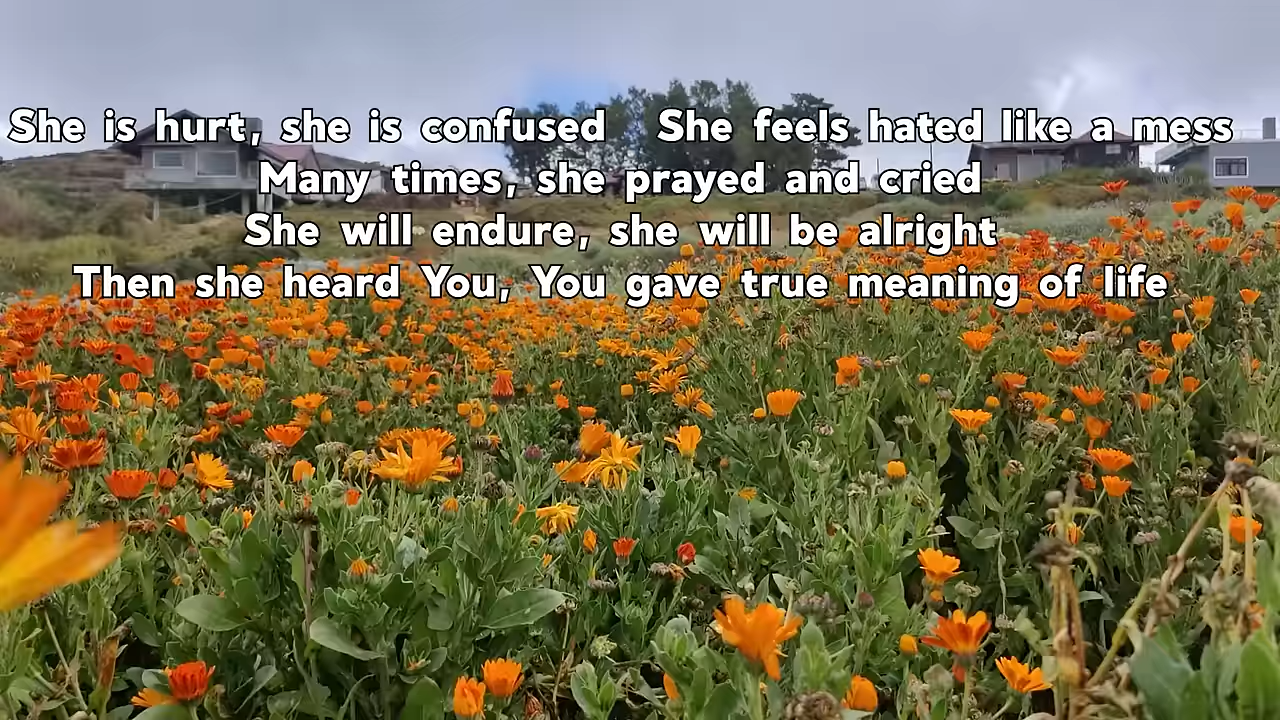 She is hurt, she is confused She feels hated like a mess
Many times, she prayed and cried
She will endure, she will be alright
Then she heard You, You gave true meaning of life